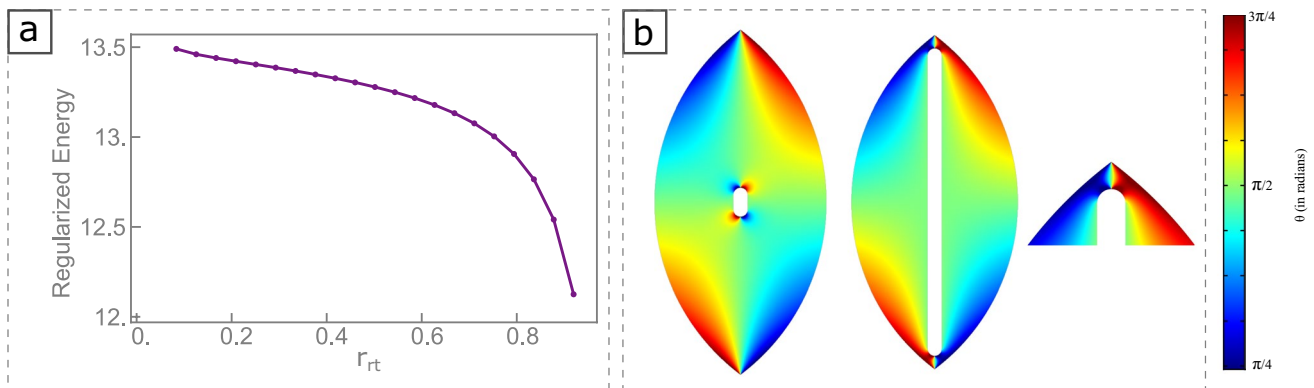 a
Regularized Energy
13.5
13.0
12.5
12.
0.
0.2
0.4
0.6
0.8
r_rt
b
3π/4
π/2
π/4
θ (in radians)